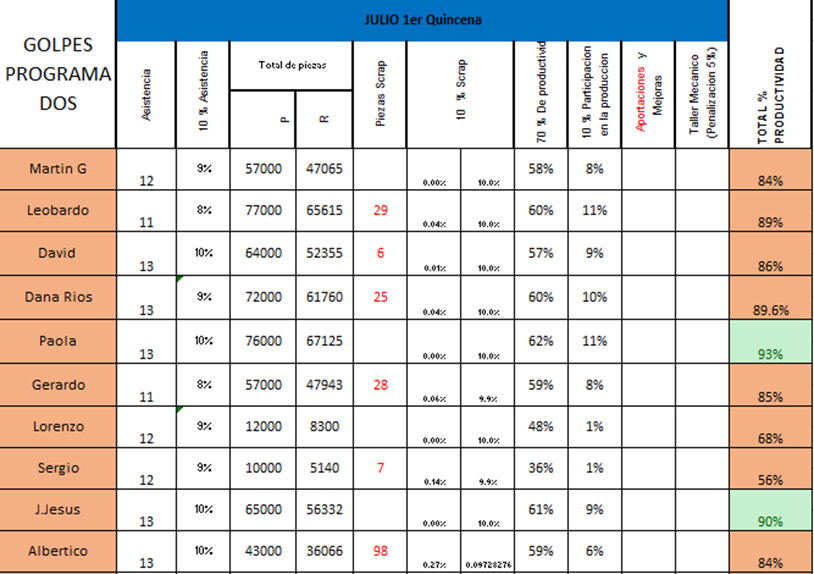 JULIO 1er Quincena
GOLPES
PROGRAMA
DOS
Asistencia
10 % Asistencia
Total de piezas
P
R
Piezas Scrap
10 % Scrap
70 % De productivid
10 % Participacion
en la produccion
Aportaciones y
Mejoras
Taller Mecanico
(Penalizacion 5%)
TOTAL %
PRODUCTIVIDAD
Martin G 12 9% 57000 47065 0.00% 10.0% 58% 8% 84%
Leobardo 11 8% 77000 65615 29 0.04% 10.0% 60% 11% 89%
David 13 10% 64000 52355 6 0.01% 10.0% 57% 9% 86%
Dana Rios 13 9% 72000 61760 25 0.04% 10.0% 60% 10% 89.6%
Paola 13 10% 76000 67125 0.00% 10.0% 62% 11% 93%
Gerardo 11 8% 57000 47943 28 0.06% 9.9% 59% 8% 85%
Lorenzo 12 9% 12000 8300 0.00% 10.0% 48% 1% 68%
Sergio 12 9% 10000 5140 7 0.14% 9.9% 36% 1% 56%
J.Jesus 13 10% 65000 56332 0.00% 10.0% 61% 9% 90%
Albertico 13 10% 43000 36066 98 0.27% 0.09728276 59% 6% 84%